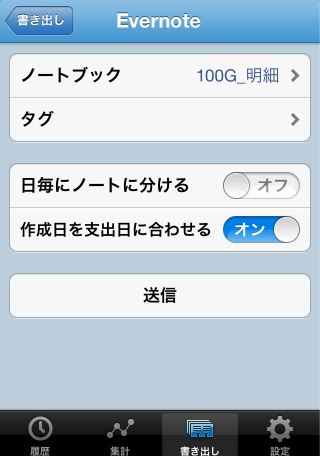 書き出し
Evernote
ノートブック 100G_明細
タグ
日毎にノートに分ける オフ
作成日を支出日に合わせる オン
送信
履歴 集計 書き出し 設定